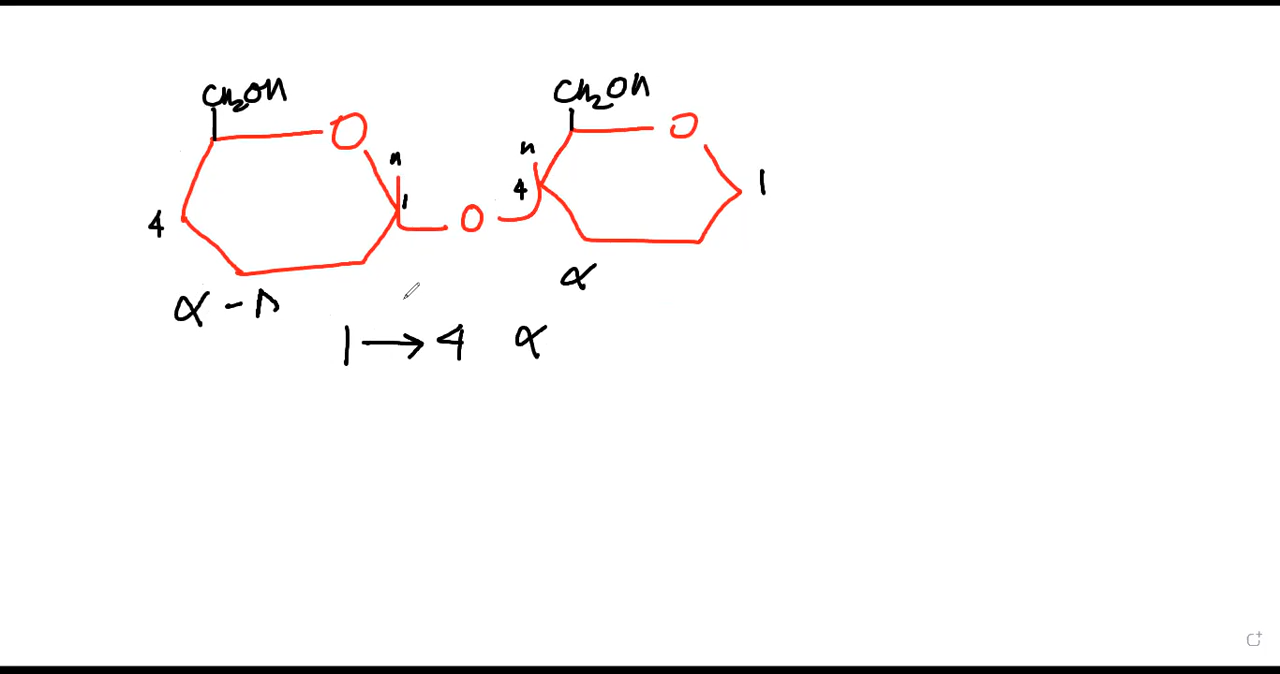 CH₂OH CH₂OH
O O
H H
4 1 O 4 1
α
α - D
1 → 4 α